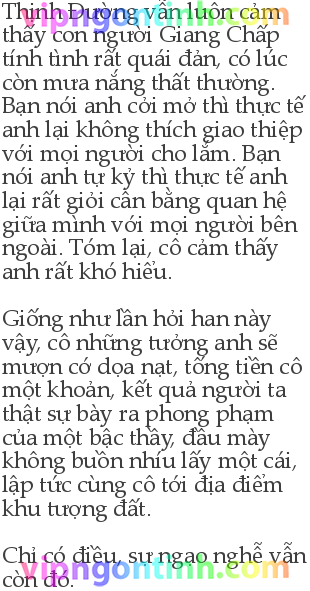 Thịnh Đường vẫn luôn cảm
thấy con người Giang Chấp
tính tình rất quái đản, có lúc
còn mưa nắng thất thường.
Bạn nói anh cởi mở thì thực tế
anh lại không thích giao thiệp
với mọi người cho lắm. Bạn
nói anh tự kỷ thì thực tế anh
lại rất giỏi cân bằng quan hệ
giữa mình với mọi người bên
ngoài. Tóm lại, cô cảm thấy
anh rất khó hiểu.
Giống như lần hỏi han này
vậy, cô những tưởng anh sẽ
mượn cớ dọa nạt, tống tiền cô
một khoản, kết quả người ta
thật sự bày ra phong phạm
của một bậc thầy, đầu mày
không buồn nhíu lấy một cái,
lập tức cùng cô tới địa điểm
khu tượng đất.
Chỉ có điều, sự ngạo nghễ vẫn
còn đó.
vipngontinh.com
vipngontinh.com